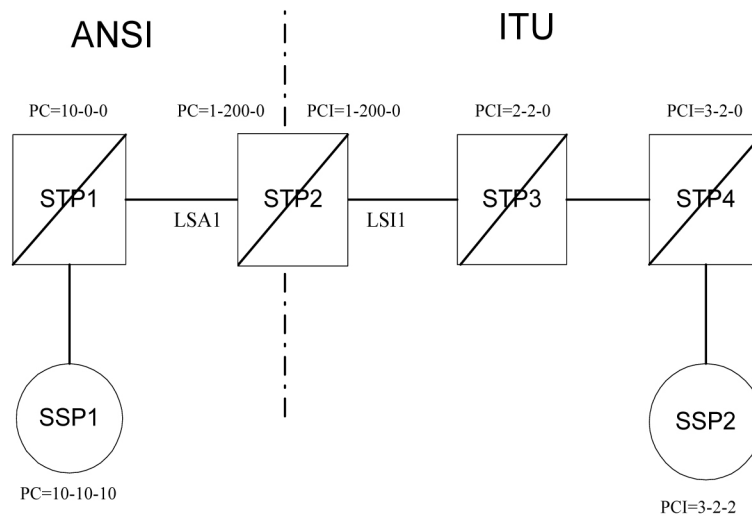 ANSI
ITU
PC=10-0-0
PC=1-200-0
PCI=1-200-0
PCI=2-2-0
PCI=3-2-0
STP1
STP2
STP3
STP4
LSA1
LSI1
SSP1
SSP2
PC=10-10-10
PCI=3-2-2